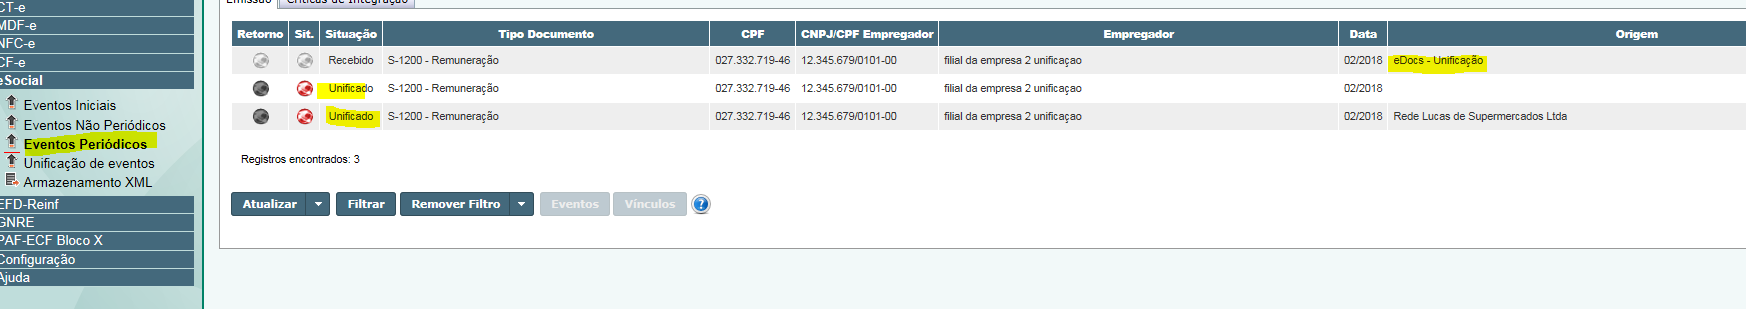 CT-e
MDF-e
NFC-e
CF-e
eSocial
Eventos Iniciais
Eventos Não Periódicos
Eventos Periódicos
Unificação de eventos
Armazenamento XML
EFD-Reinf
GNRE
PAF-ECF Bloco X
Configuração
Ajuda
Emissão Críticas de Integração
Retorno Sit. Situação Tipo Documento CPF CNPJ/CPF Empregador Empregador Data Origem
Recebido S-1200 - Remuneração 027.332.719-46 12.345.679/0101-00 filial da empresa 2 unificaçao 02/2018 eDocs - Unificação
Unificado S-1200 - Remuneração 027.332.719-46 12.345.679/0101-00 filial da empresa 2 unificaçao 02/2018
Unificado S-1200 - Remuneração 027.332.719-46 12.345.679/0101-00 filial da empresa 2 unificaçao 02/2018 Rede Lucas de Supermercados Ltda
Registros encontrados: 3
Atualizar Filtrar Remover Filtro Eventos Vínculos ?